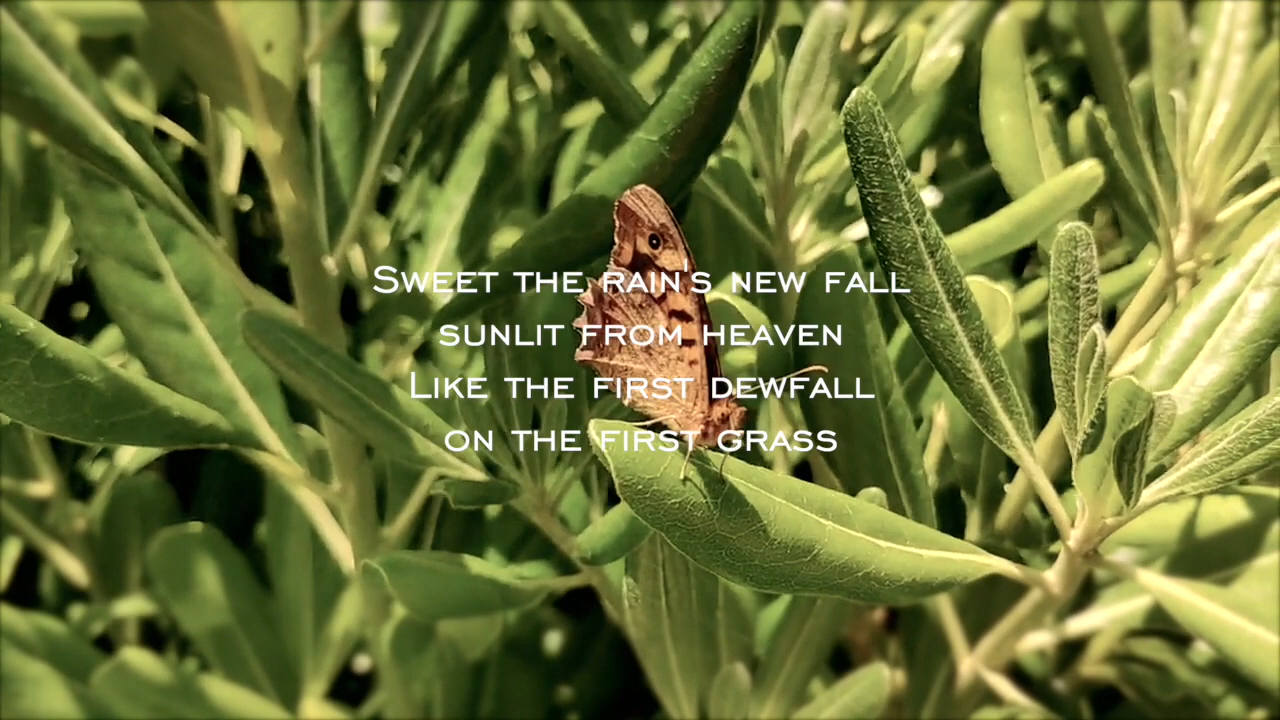 Sweet the rain's new fall
sunlit from heaven
Like the first dewfall
on the first grass